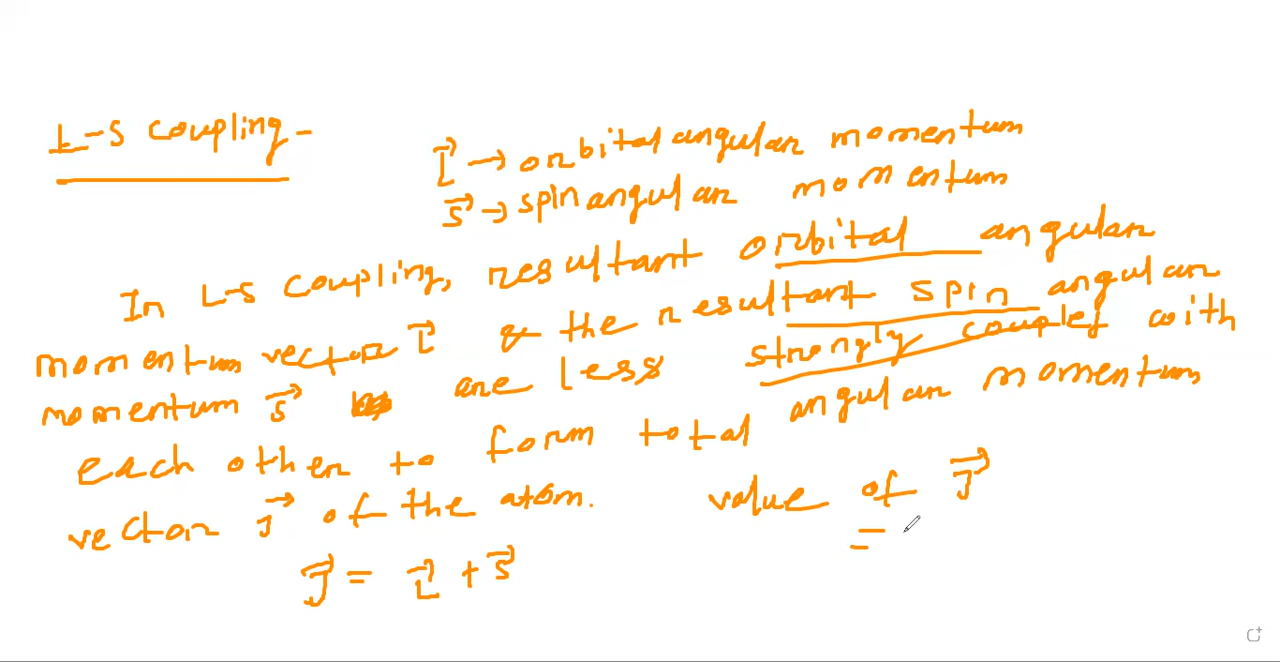 L-S coupling -
L⃗ → orbital angular momentum
S⃗ → spin angular momentum
In L-S coupling, resultant orbital angular
momentum vector L⃗ & the resultant spin angular
momentum S⃗ are less strongly couplet with
each other to form total angular momentum
vector J⃗ of the atom. value of J⃗
=
J⃗ = L⃗ + S⃗